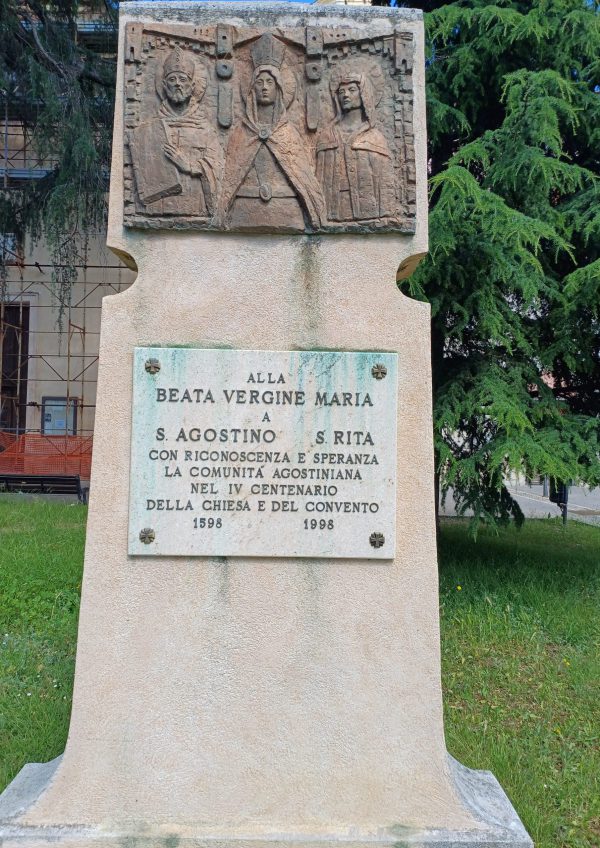 ALLA
BEATA VERGINE MARIA
A
S. AGOSTINO S. RITA
CON RICONOSCENZA E SPERANZA
LA COMUNITÁ AGOSTINIANA
NEL IV CENTENARIO
DELLA CHIESA E DEL CONVENTO
1598 1998